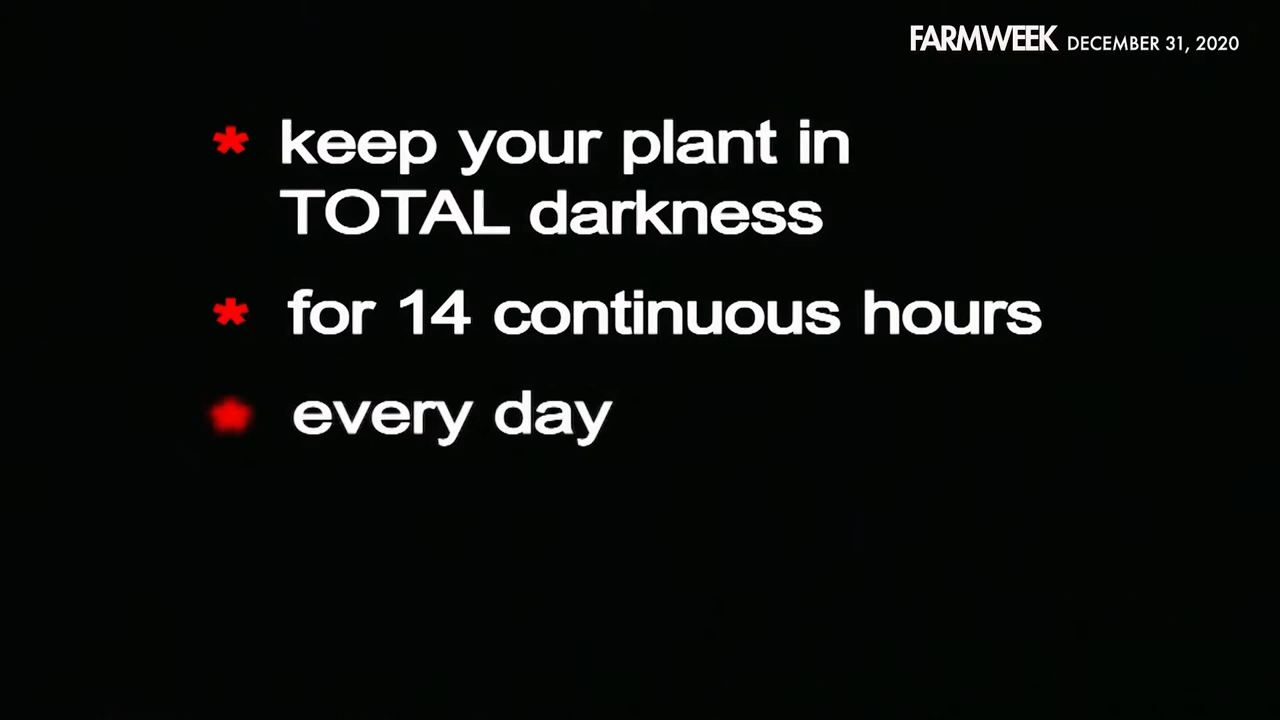 FARMWEEK DECEMBER 31, 2020
* keep your plant in
TOTAL darkness
* for 14 continuous hours
* every day